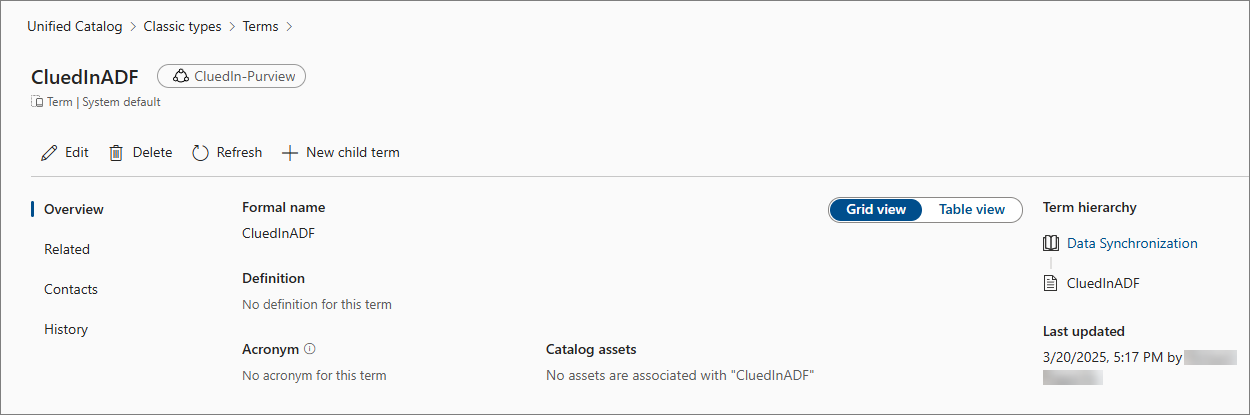 Unified Catalog > Classic types > Terms >
CluedInADF CluedIn-Purview
Term | System default
Edit Delete Refresh New child term
Overview
Related
Contacts
History
Formal name
CluedInADF
Grid view Table view
Definition
No definition for this term
Acronym
No acronym for this term
Catalog assets
No assets are associated with "CluedInADF"
Term hierarchy
Data Synchronization
CluedInADF
Last updated
3/20/2025, 5:17 PM by